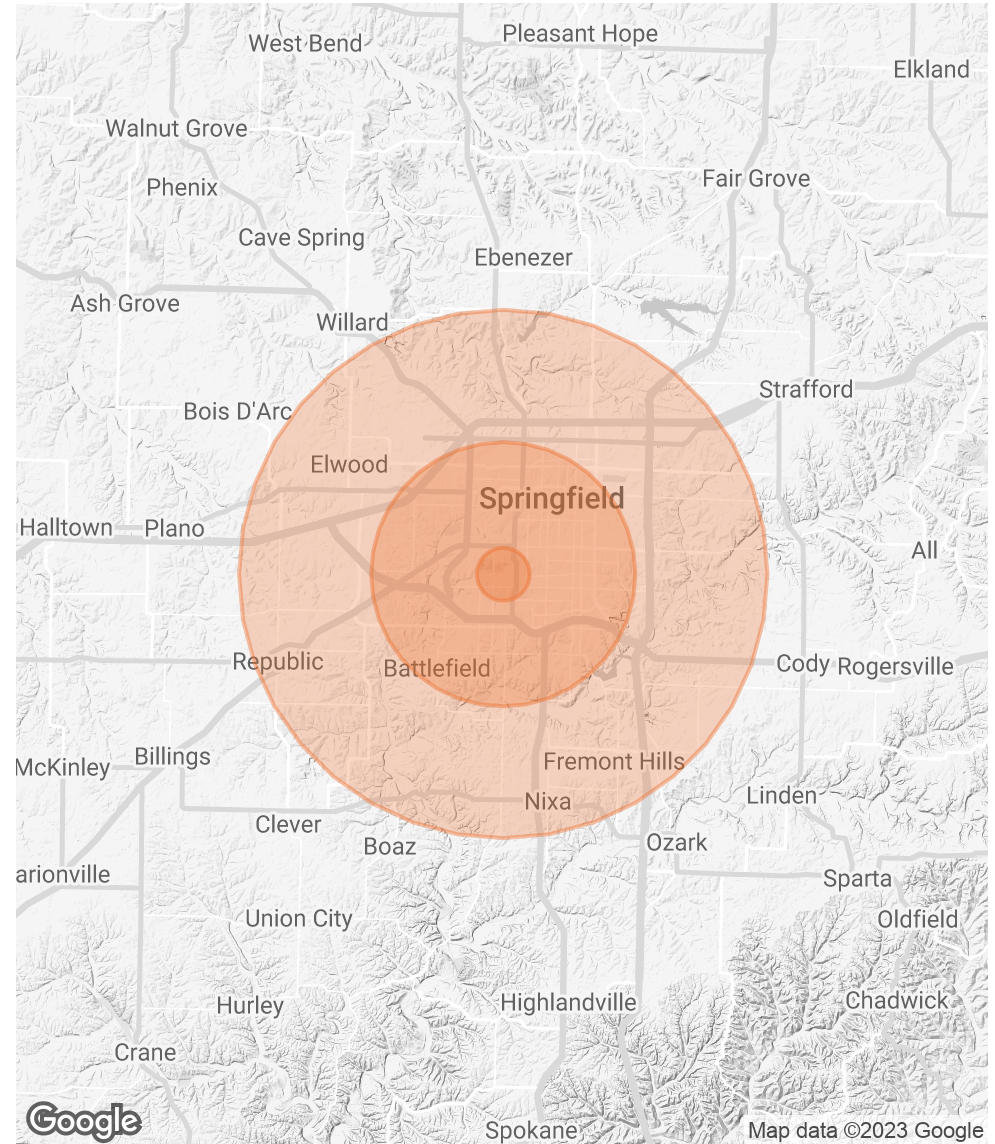 Pleasant Hope
West Bend
Elkland
Walnut Grove
Fair Grove
Phenix
Cave Spring
Ebenezer
Ash Grove
Willard
Strafford
Bois D'Arc
Elwood
Springfield
Halltown
Plano
All
Republic
Battlefield
Cody
Rogersville
Billings
Fremont Hills
McKinley
Linden
Nixa
Clever
Ozark
Boaz
arionville
Sparta
Union City
Oldfield
Hurley
Highlandville
Chadwick
Crane
Google
Spokane
Map data ©2023 Google